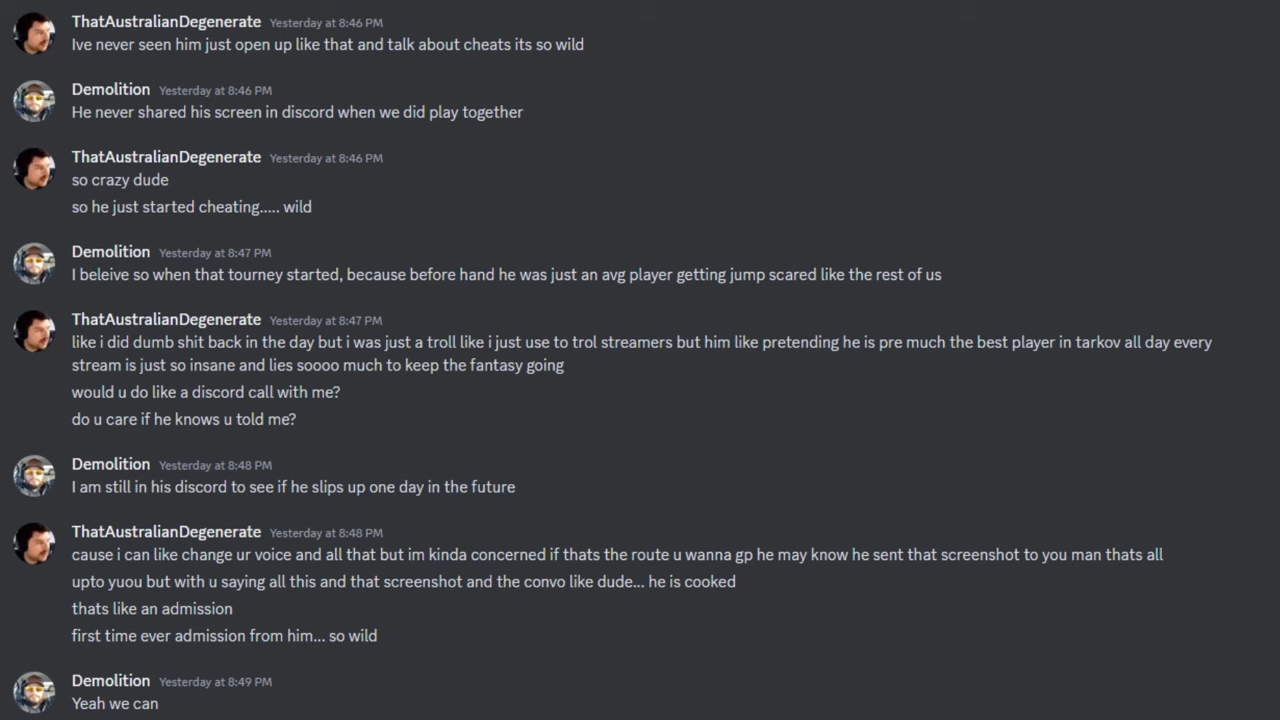 ThatAustralianDegenerate Yesterday at 8:46 PM
Ive never seen him just open up like that and talk about cheats its so wild
Demolition Yesterday at 8:46 PM
He never shared his screen in discord when we did play together
ThatAustralianDegenerate Yesterday at 8:46 PM
so crazy dude
so he just started cheating..... wild
Demolition Yesterday at 8:47 PM
I beleive so when that tourney started, because before hand he was just an avg player getting jump scared like the rest of us
ThatAustralianDegenerate Yesterday at 8:47 PM
like i did dumb shit back in the day but i was just a troll like i just use to trol streamers but him like pretending he is pre much the best player in tarkov all day every
stream is just so insane and lies soooo much to keep the fantasy going
would u do like a discord call with me?
do u care if he knows u told me?
Demolition Yesterday at 8:48 PM
I am still in his discord to see if he slips up one day in the future
ThatAustralianDegenerate Yesterday at 8:48 PM
cause i can like change ur voice and all that but im kinda concerned if thats the route u wanna gp he may know he sent that screenshot to you man thats all
upto yuou but with u saying all this and that screenshot and the convo like dude... he is cooked
thats like an admission
first time ever admission from him... so wild
Demolition Yesterday at 8:49 PM
Yeah we can